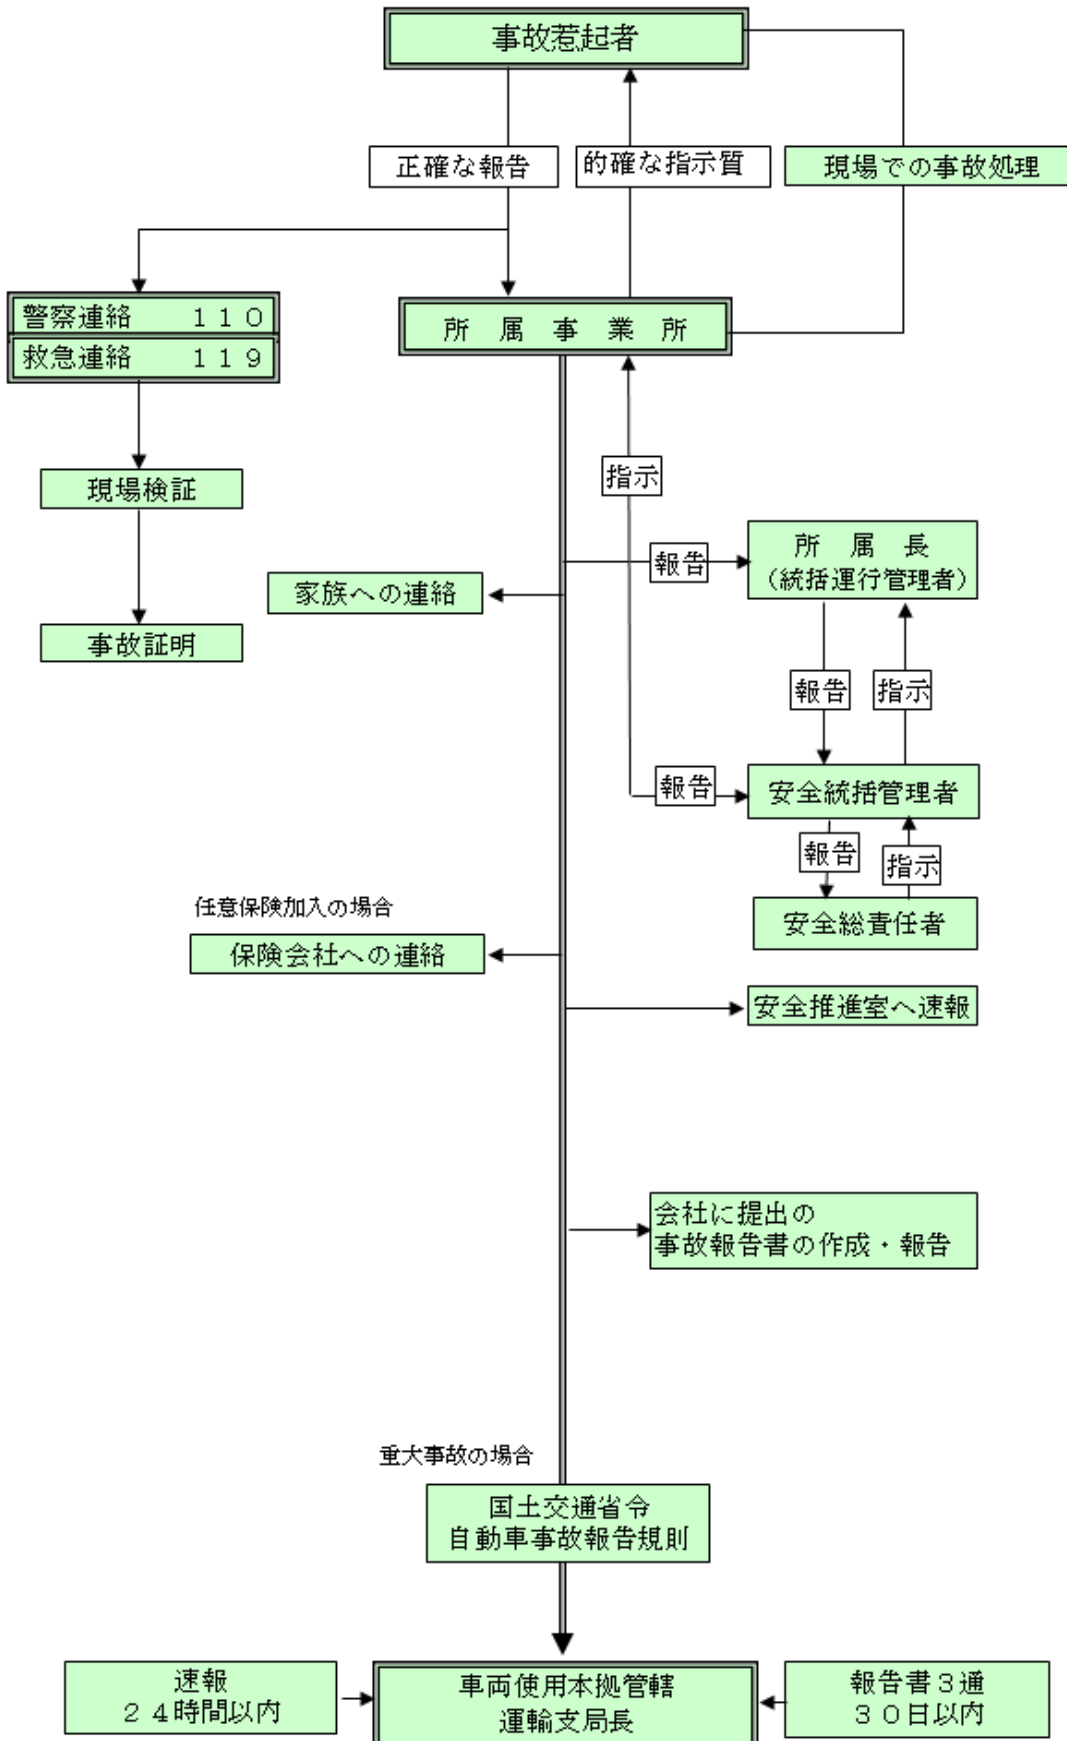 事故惹起者
正確な報告
的確な指示質
現場での事故処理
警察連絡　　１１０
救急連絡　　１１９
所　属　事　業　所
現場検証
指示
報告
所　属　長
（統括運行管理者）
家族への連絡
事故証明
報告
指示
報告
安全統括管理者
報告
指示
任意保険加入の場合
安全総責任者
保険会社への連絡
安全推進室へ速報
会社に提出の
事故報告書の作成・報告
重大事故の場合
国土交通省令
自動車事故報告規則
速報
２４時間以内
車両使用本拠管轄
運輸支局長
報告書３通
３０日以内